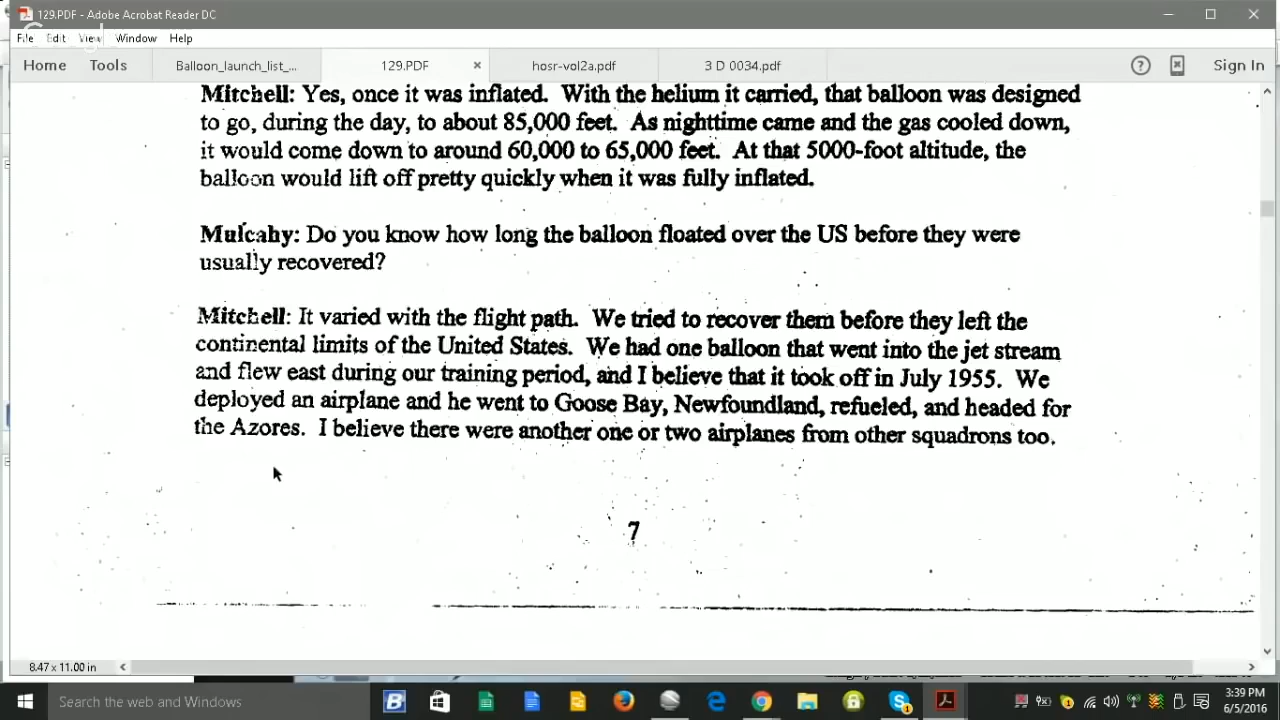 129.PDF - Adobe Acrobat Reader DC
Google
File Edit View Window Help
Home Tools Balloon_launch_list_... 129.PDF × hosr-vol2a.pdf 3 D 0034.pdf Sign In
Mitchell: Yes, once it was inflated. With the helium it carried, that balloon was designed
to go, during the day, to about 85,000 feet. As nighttime came and the gas cooled down,
it would come down to around 60,000 to 65,000 feet. At that 5000-foot altitude, the
balloon would lift off pretty quickly when it was fully inflated.
Mulcahy: Do you know how long the balloon floated over the US before they were
usually recovered?
Mitchell: It varied with the flight path. We tried to recover them before they left the
continental limits of the United States. We had one balloon that went into the jet stream
and flew east during our training period, and I believe that it took off in July 1955. We
deployed an airplane and he went to Goose Bay, Newfoundland, refueled, and headed for
the Azores. I believe there were another one or two airplanes from other squadrons too.
7
8.47 x 11.00 in
Search the web and Windows
3:39 PM
6/5/2016